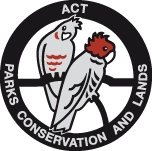 ACT
PARKS CONSERVATION AND LANDS